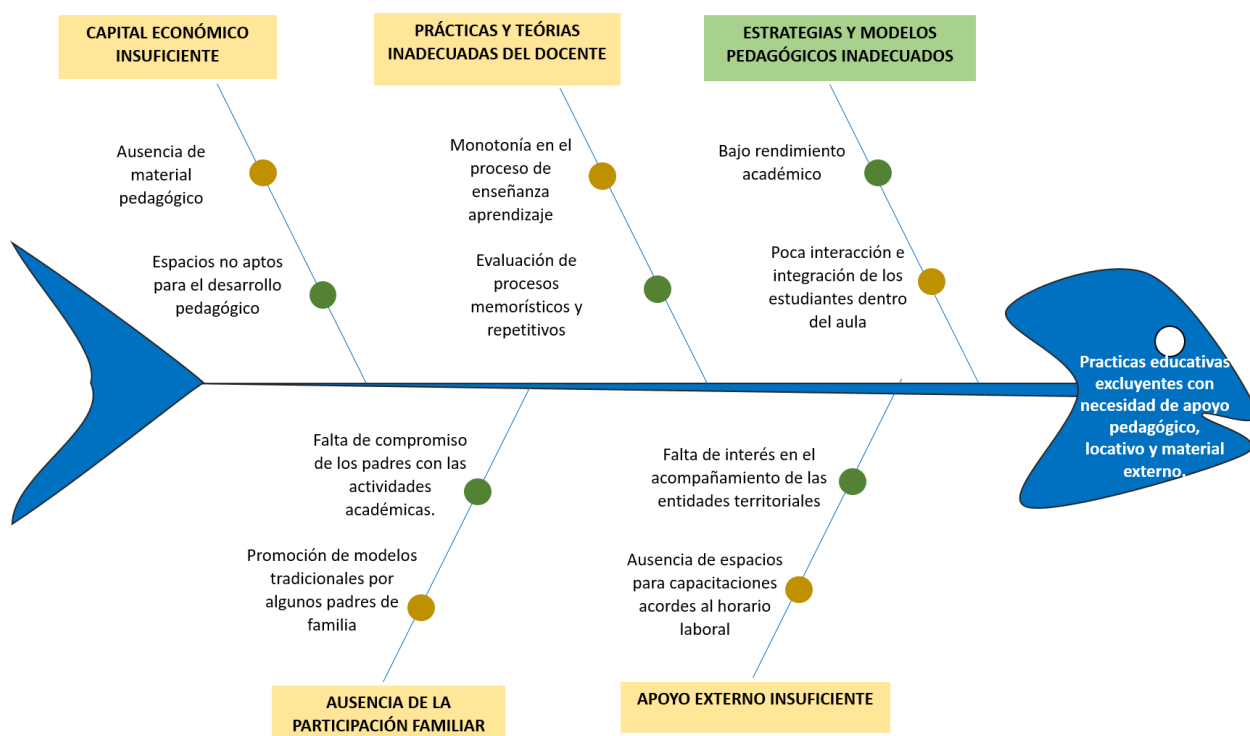 CAPITAL ECONÓMICO
INSUFICIENTE
PRÁCTICAS Y TEÓRIAS
INADECUADAS DEL DOCENTE
ESTRATEGIAS Y MODELOS
PEDAGÓGICOS INADECUADOS
Ausencia de
material
pedagógico
Espacios no aptos
para el desarrollo
pedagógico
Monotonía en el
proceso de
enseñanza
aprendizaje
Evaluación de
procesos
memorísticos y
repetitivos
Bajo rendimiento
académico
Poca interacción e
integración de los
estudiantes dentro
del aula
Practicas educativas
excluyentes con
necesidad de apoyo
pedagógico,
locativo y material
externo.
Falta de compromiso
de los padres con las
actividades
académicas.
Promoción de modelos
tradicionales por
algunos padres de
familia
Falta de interés en el
acompañamiento de las
entidades territoriales
Ausencia de espacios
para capacitaciones
acordes al horario
laboral
AUSENCIA DE LA
PARTICIPACIÓN FAMILIAR
APOYO EXTERNO INSUFICIENTE